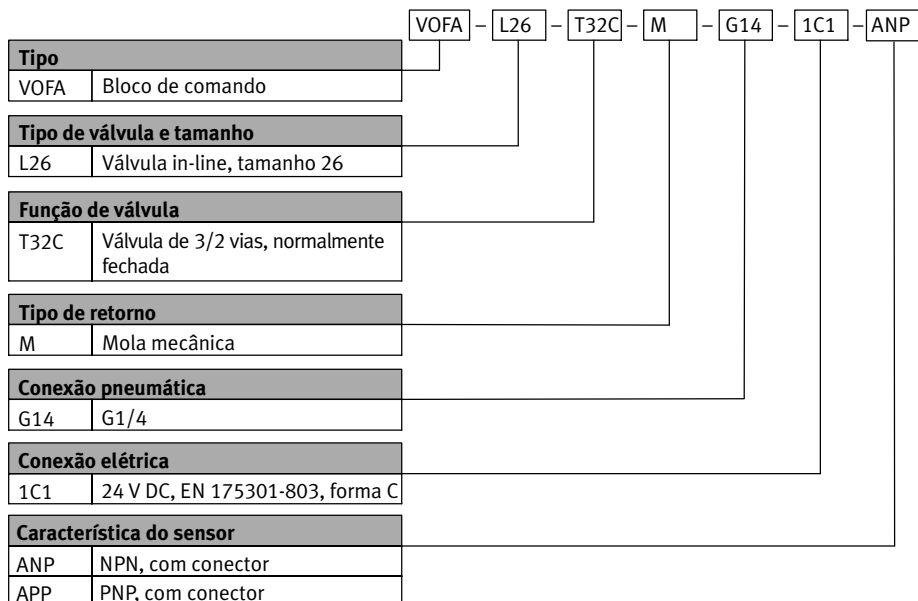 VOFA – L26 – T32C – M – G14 – 1C1 – ANP
Tipo
VOFA Bloco de comando
Tipo de válvula e tamanho
L26 Válvula in-line, tamanho 26
Função de válvula
T32C Válvula de 3/2 vias, normalmente
fechada
Tipo de retorno
M Mola mecânica
Conexão pneumática
G14 G1/4
Conexão elétrica
1C1 24 V DC, EN 175301-803, forma C
Característica do sensor
ANP NPN, com conector
APP PNP, com conector